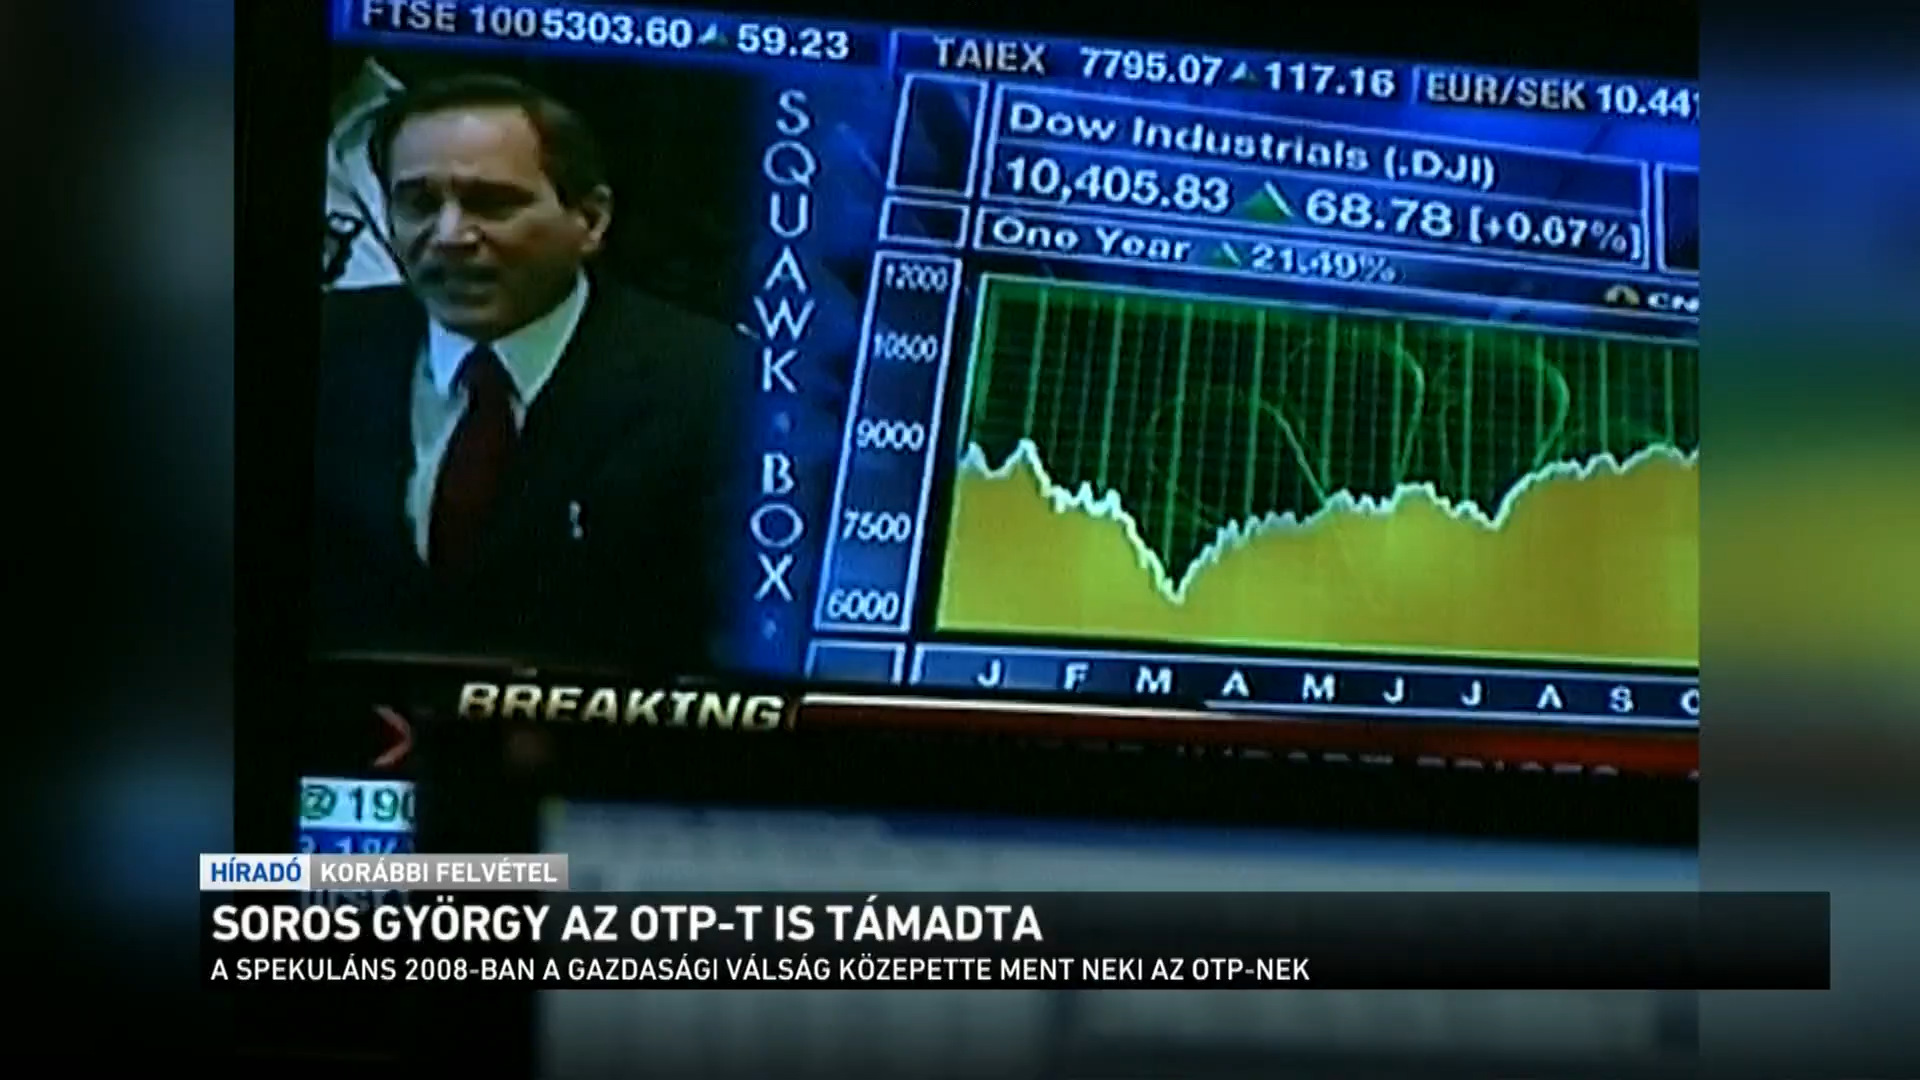 FTSE 100 5303.60 59.23
TAIEX 7795.07 117.16
EUR/SEK 10.441
SQUAWK BOX
Dow Industrials (.DJI)
10,405.83 68.78 [+0.67%]
One Year 21.49%
12000
10500
9000
7500
6000
J F M A M J J A S
BREAKING
@ 190
HÍRADÓ KORÁBBI FELVÉTEL
SOROS GYÖRGY AZ OTP-T IS TÁMADTA
A SPEKULÁNS 2008-BAN A GAZDASÁGI VÁLSÁG KÖZEPETTE MENT NEKI AZ OTP-NEK